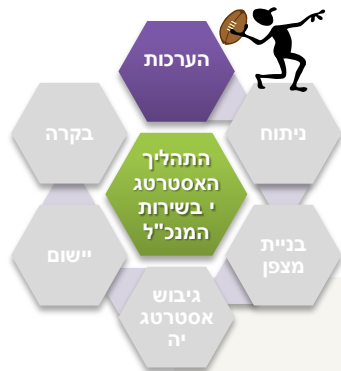 הערכות
ניתוח
בניית
מצפן
גיבוש
אסטרטג
יה
יישום
בקרה
התהליך
האסטרטג
י בשירות
המנכ"ל